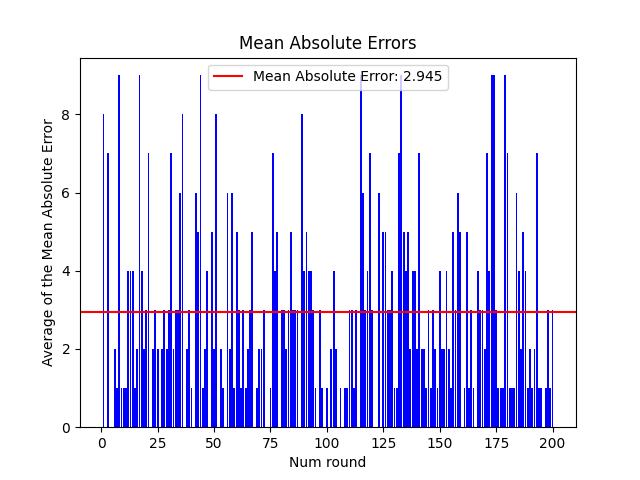 Mean Absolute Errors
Mean Absolute Error: 2.945
Average of the Mean Absolute Error
8
6
4
2
0
0 25 50 75 100 125 150 175 200
Num round